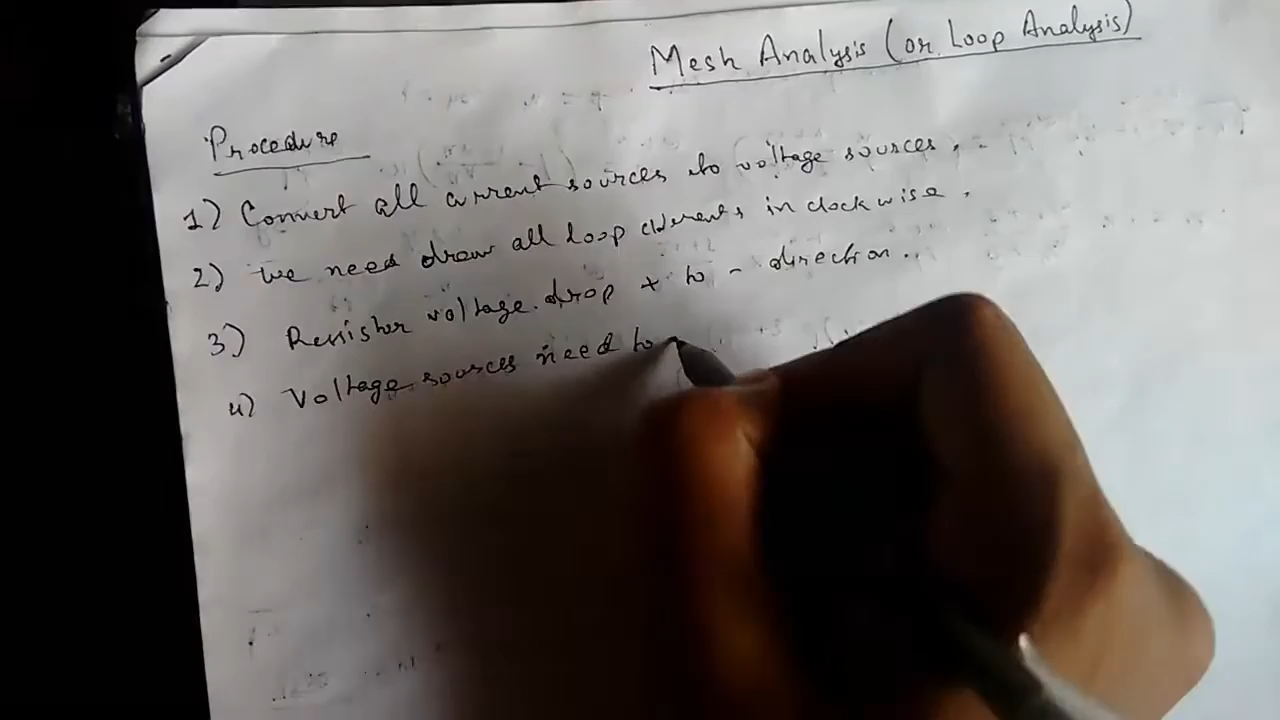 Mesh Analysis (or Loop Analysis)
Procedure
1) Convert all current sources to voltage sources.
2) We need draw all loop currents in clockwise.
3) Resister voltage drop + to - direction.
4) Voltage sources need to